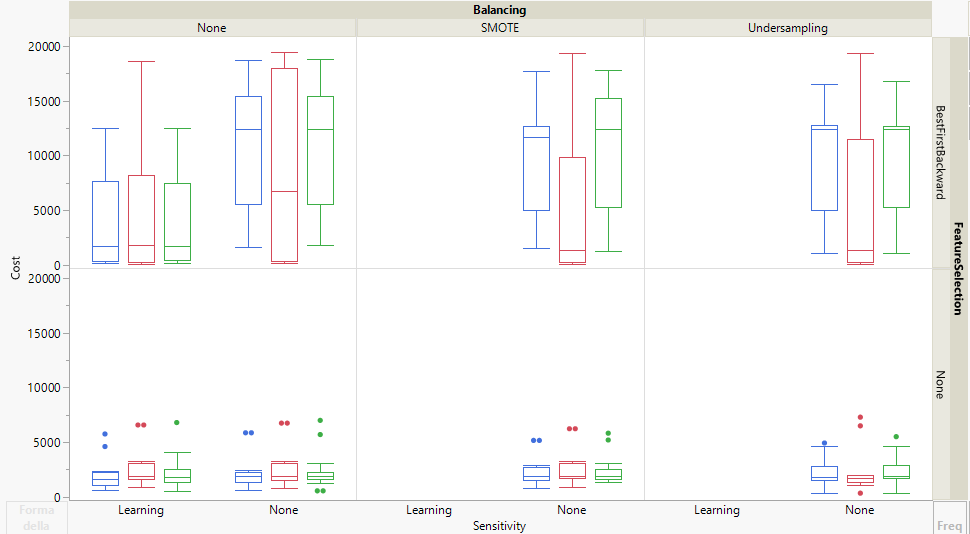 Balancing
None SMOTE Undersampling
20000
15000
10000
5000
0
BestFirstBackward
Cost
FeatureSelection
20000
15000
10000
5000
0
None
Learning None Learning None Learning None
Sensitivity
Forma
della
Freq